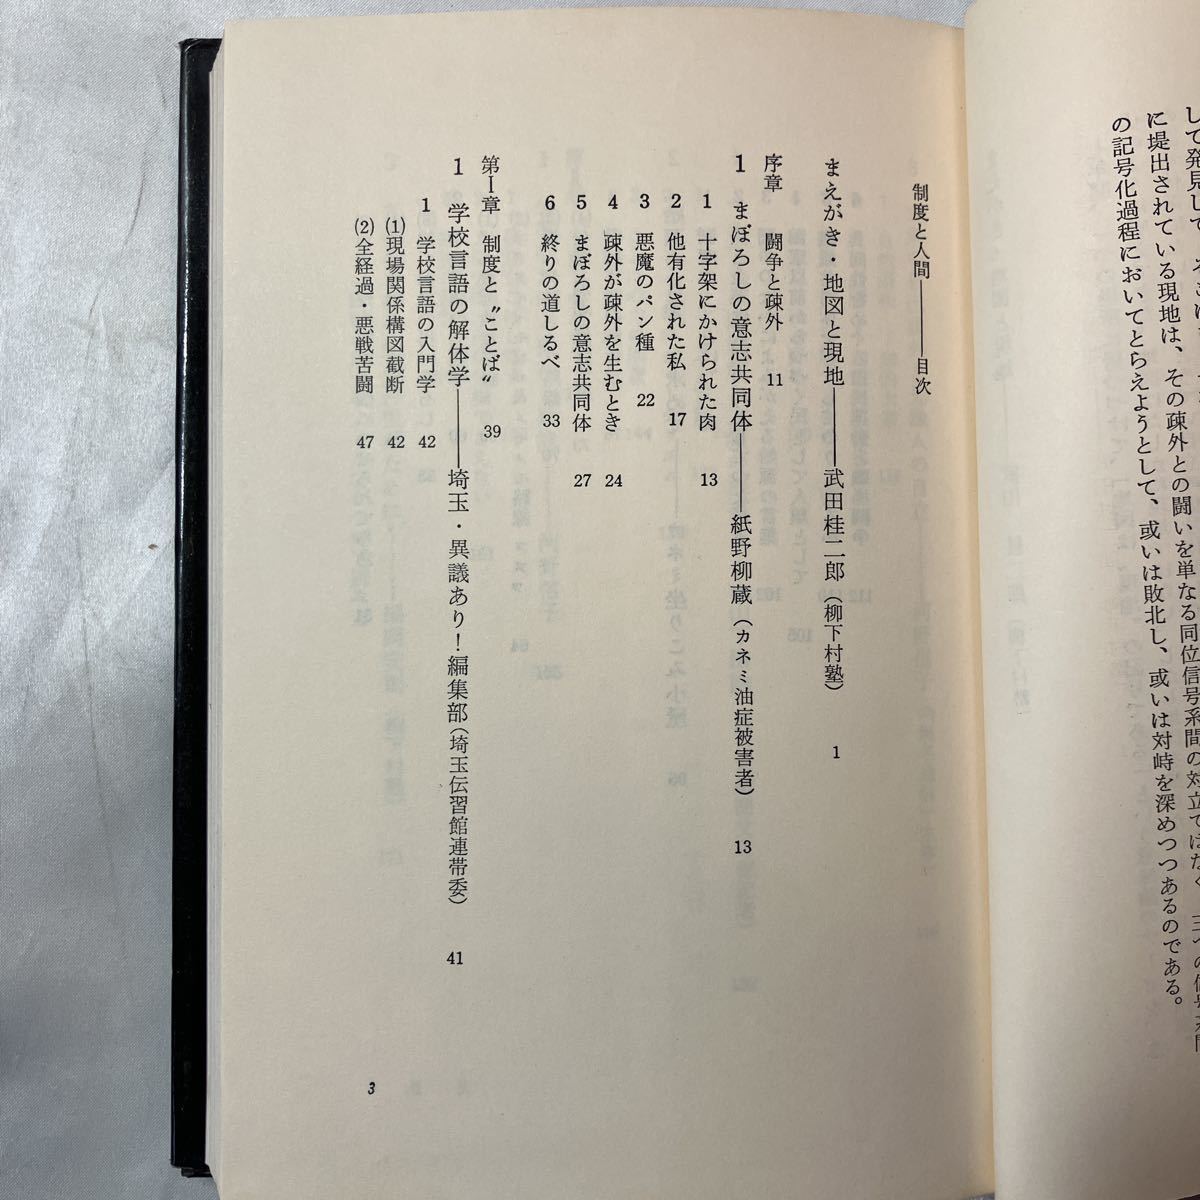 して発見して
に堤出されている現地は、その疎外との闘いを単なる同位信号系間の対立ではなく、三つの
の記号化過程においてとらえようとして、或いは敗北し、或いは対峙を深めつつあるのである。
制度と人間――――目次
まえがき・地図と現地――――武田桂二郎（柳下村塾） 1
序章 闘争と疎外 11
1 まぼろしの意志共同体――――紙野柳蔵（カネミ油症被害者） 13
1 十字架にかけられた肉 13
2 他有化された私 17
3 悪魔のパン種 22
4 疎外が疎外を生むとき 24
5 まぼろしの意志共同体 27
6 終りの道しるべ 33
第Ⅰ章 制度と〝ことば〟 39
1 学校言語の解体学――――埼玉・異議あり！編集部（埼玉伝習館連帯委） 41
1 学校言語の入門学 42
(1)現場関係構図截断 42
(2)全経過・悪戦苦闘 47
3